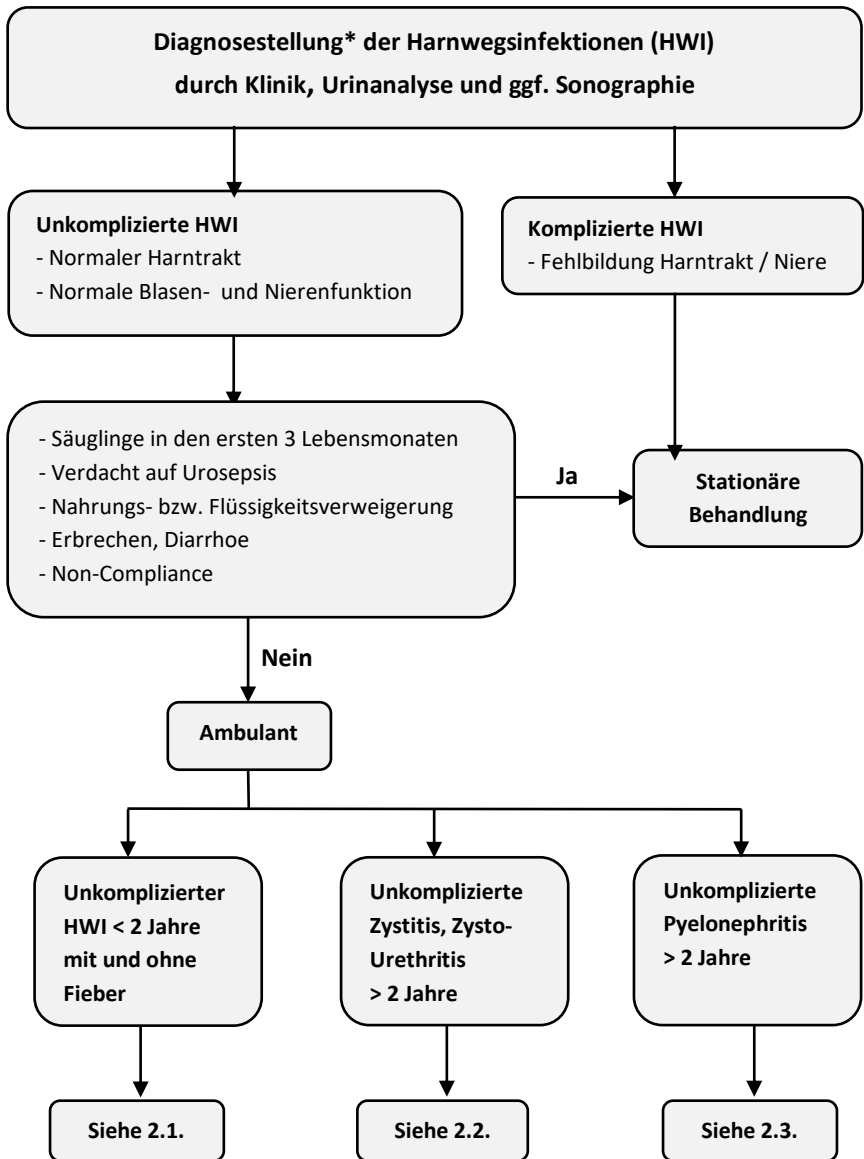 Diagnosestellung* der Harnwegsinfektionen (HWI)
durch Klinik, Urinanalyse und ggf. Sonographie
Unkomplizierte HWI
- Normaler Harntrakt
- Normale Blasen- und Nierenfunktion
Komplizierte HWI
- Fehlbildung Harntrakt / Niere
- Säuglinge in den ersten 3 Lebensmonaten
- Verdacht auf Urosepsis
- Nahrungs- bzw. Flüssigkeitsverweigerung
- Erbrechen, Diarrhoe
- Non-Compliance
Ja
Stationäre
Behandlung
Nein
Ambulant
Unkomplizierter
HWI < 2 Jahre
mit und ohne
Fieber
Unkomplizierte
Zystitis, Zysto-
Urethritis
> 2 Jahre
Unkomplizierte
Pyelonephritis
> 2 Jahre
Siehe 2.1.
Siehe 2.2.
Siehe 2.3.